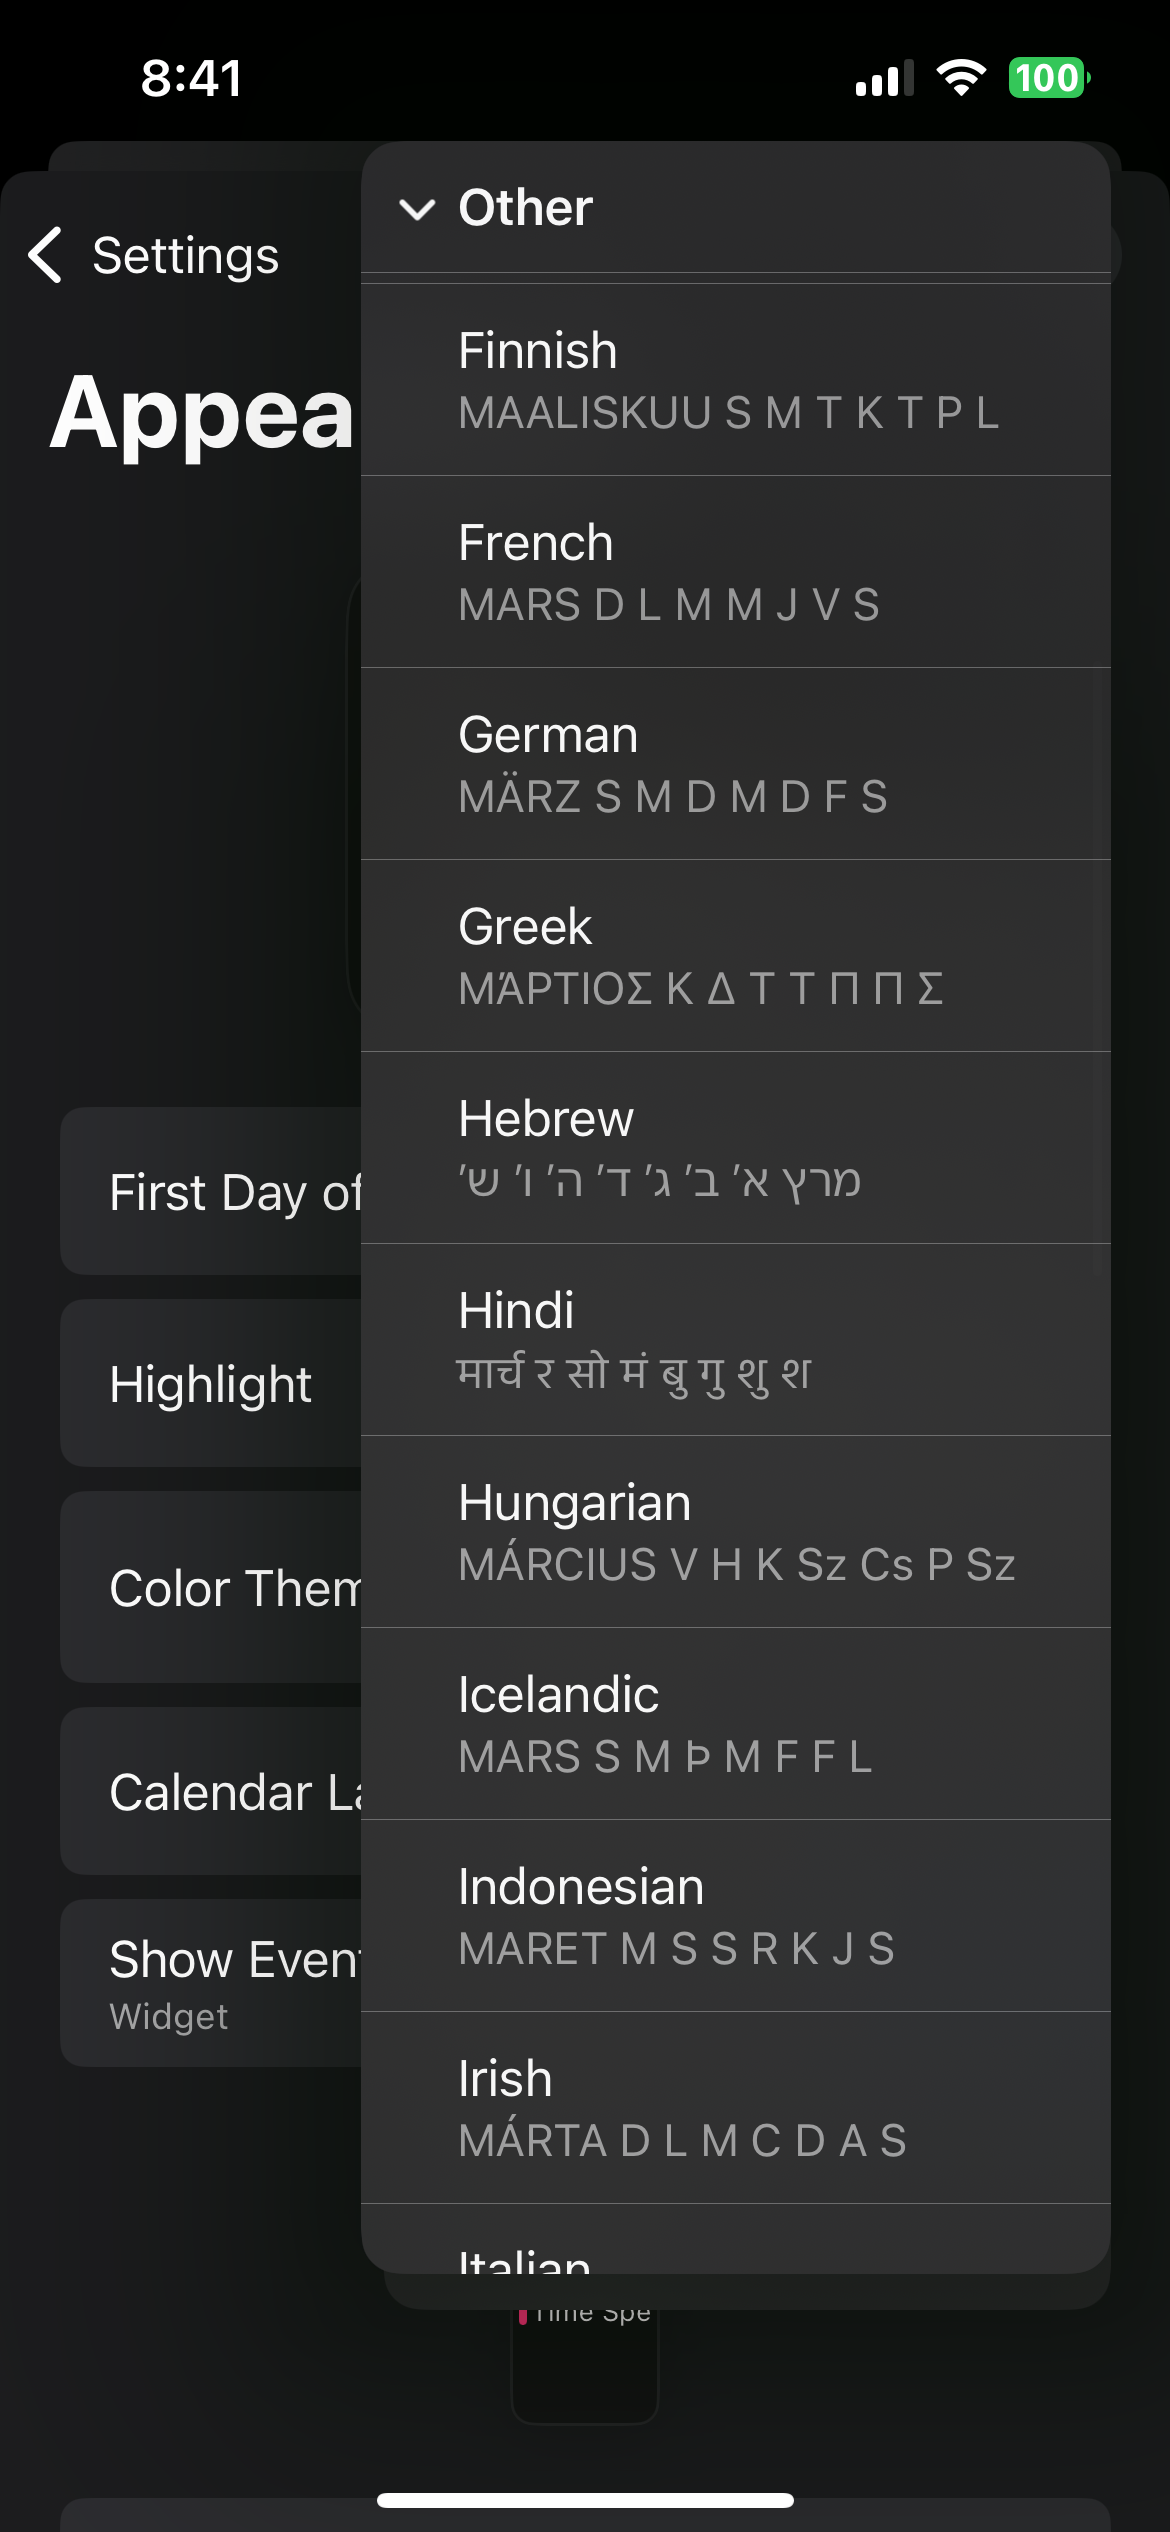 8:41
100
Other
Settings
Appea
Finnish
MAALISKUU S M T K T P L
French
MARS D L M M J V S
German
MÄRZ S M D M D F S
Greek
ΜΆΡΤΙΟΣ Κ Δ Τ Τ Π Π Σ
Hebrew
מרץ א׳ ב׳ ג׳ ד׳ ה׳ ו׳ ש׳
First Day of
Hindi
मार्च र सो मं बु गु शु श
Highlight
Hungarian
MÁRCIUS V H K Sz Cs P Sz
Color Them
Icelandic
MARS S M Þ M F F L
Calendar La
Indonesian
MARET M S S R K J S
Show Event
Widget
Irish
MÁRTA D L M C D A S
Italian
Time Spe